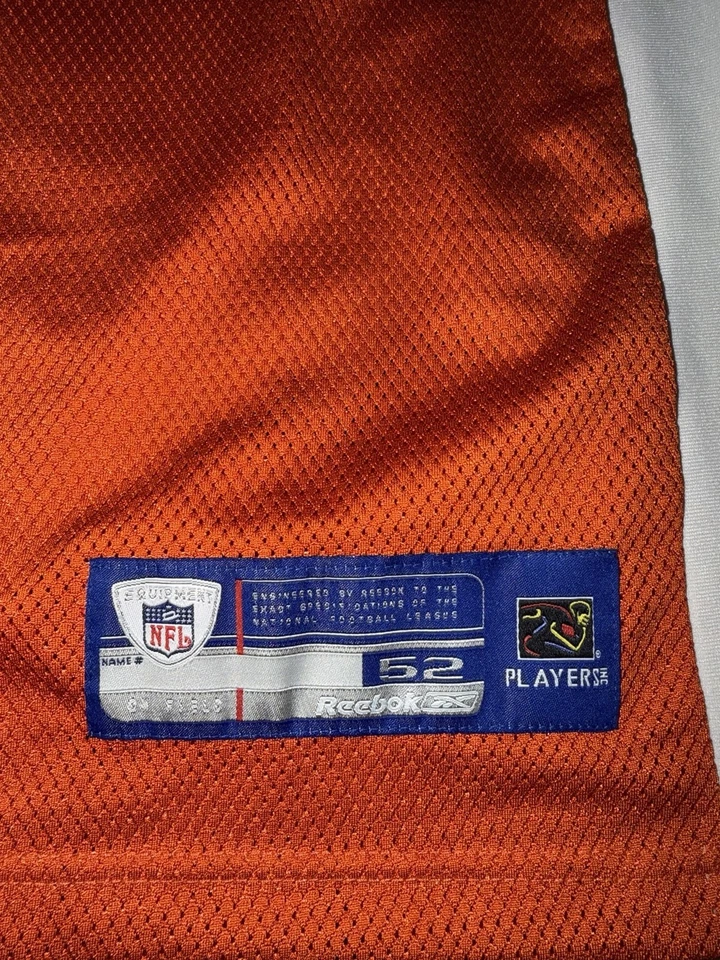 EQUIPMENT
NFL
ENGINEERED BY REEBOK TO THE
EXACT SPECIFICATIONS OF THE
NATIONAL FOOTBALL LEAGUE
NAME #
52
ON FIELD
Reebok
PLAYERS INC
®